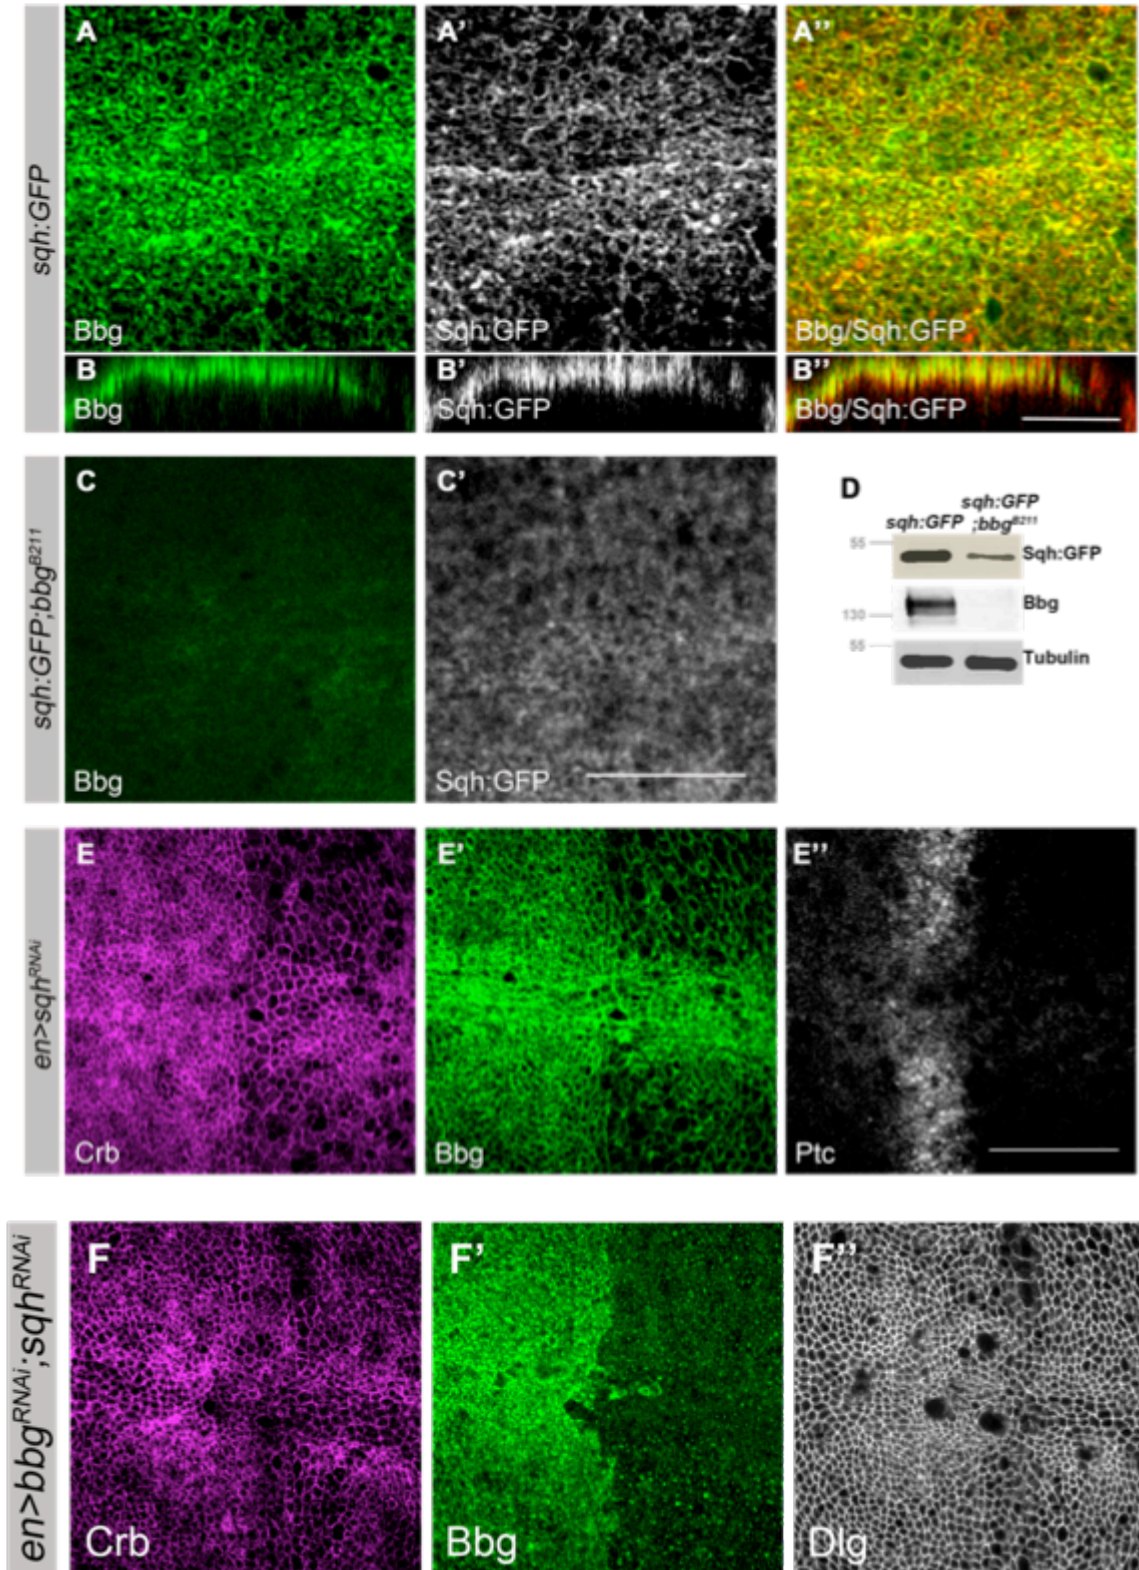 sqh:GFP
A
Bbg
A'
Sqh:GFP
A''
Bbg/Sqh:GFP
B
Bbg
B'
Sqh:GFP
B''
Bbg/Sqh:GFP
sqh:GFP;bbg^B211
C
Bbg
C'
Sqh:GFP
D
sqh:GFP
sqh:GFP
;bbg^B211
55
Sqh:GFP
130
Bbg
55
Tubulin
en>sqh^RNAi
E
Crb
E'
Bbg
E''
Ptc
en>bbg^RNAi;sqh^RNAi
F
Crb
F'
Bbg
F''
Dlg